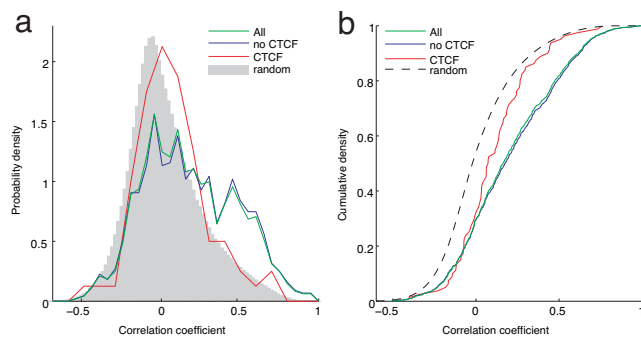 a
All
no CTCF
CTCF
random
Probability density
2
1.5
1
0.5
0
−0.5
0
0.5
1
Correlation coefficient
b
All
no CTCF
CTCF
random
Cumulative density
1
0.8
0.6
0.4
0.2
0
−0.5
0
0.5
1
Correlation coefficient